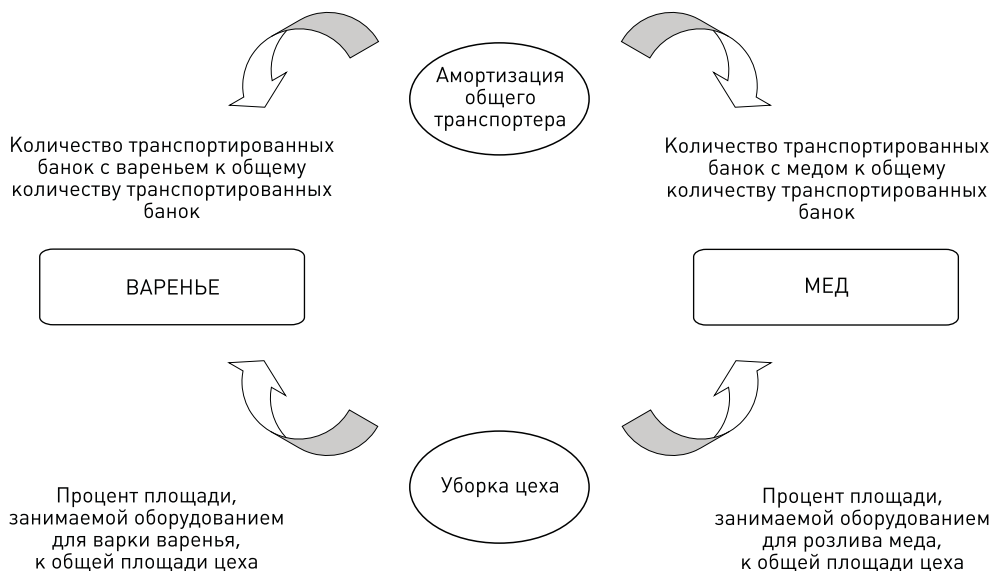 Амортизация
общего
транспортера
Количество транспортированных
банок с вареньем к общему
количеству транспортированных
банок
Количество транспортированных
банок с медом к общему
количеству транспортированных
банок
ВАРЕНЬЕ
МЕД
Уборка цеха
Процент площади,
занимаемой оборудованием
для варки варенья,
к общей площади цеха
Процент площади,
занимаемой оборудованием
для розлива меда,
к общей площади цеха